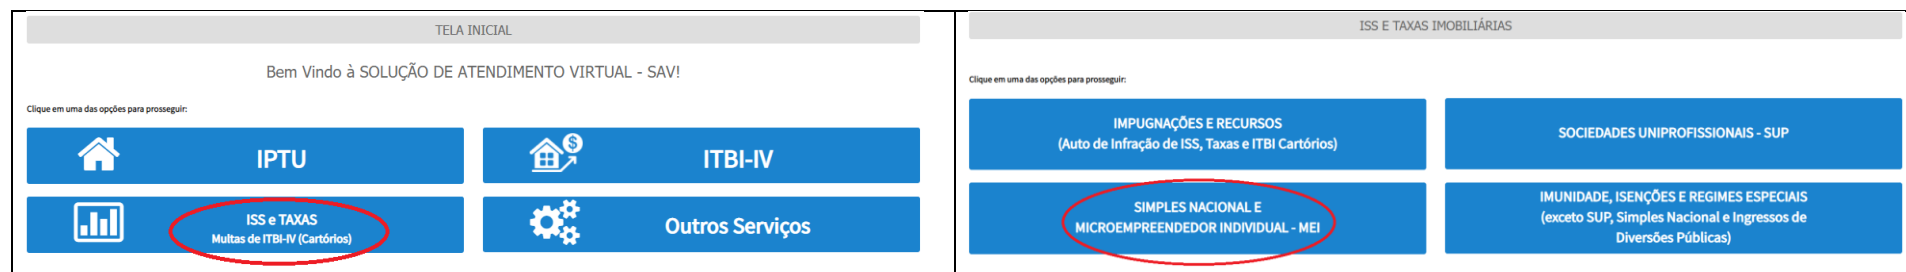 TELA INICIAL
Bem Vindo à SOLUÇÃO DE ATENDIMENTO VIRTUAL - SAV!
Clique em uma das opções para prosseguir:
IPTU
ITBI-IV
ISS e TAXAS
Multas de ITBI-IV (Cartórios)
Outros Serviços
ISS E TAXAS IMOBILIÁRIAS
Clique em uma das opções para prosseguir:
IMPUGNAÇÕES E RECURSOS
(Auto de Infração de ISS, Taxas e ITBI Cartórios)
SOCIEDADES UNIPROFISSIONAIS - SUP
SIMPLES NACIONAL E
MICROEMPREENDEDOR INDIVIDUAL - MEI
IMUNIDADE, ISENÇÕES E REGIMES ESPECIAIS
(exceto SUP, Simples Nacional e Ingressos de
Diversões Públicas)